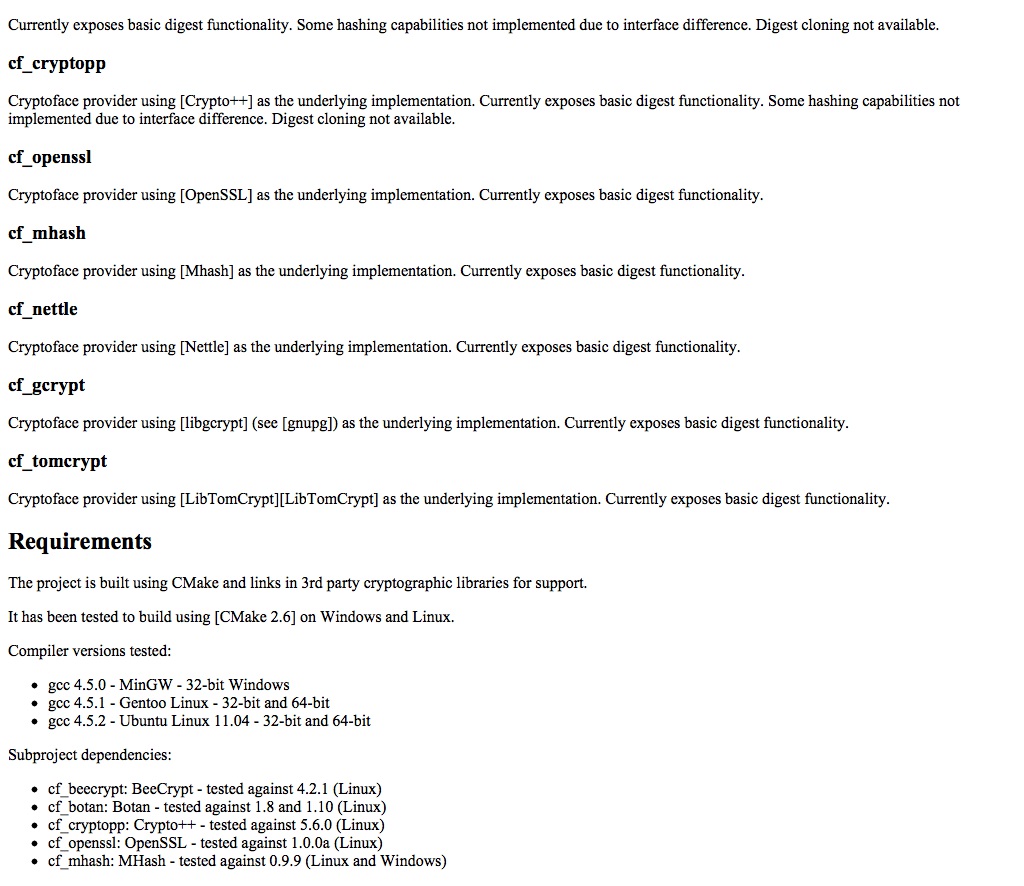 Currently exposes basic digest functionality. Some hashing capabilities not implemented due to interface difference. Digest cloning not available.
cf_cryptopp
Cryptoface provider using [Crypto++] as the underlying implementation. Currently exposes basic digest functionality. Some hashing capabilities not
implemented due to interface difference. Digest cloning not available.
cf_openssl
Cryptoface provider using [OpenSSL] as the underlying implementation. Currently exposes basic digest functionality.
cf_mhash
Cryptoface provider using [Mhash] as the underlying implementation. Currently exposes basic digest functionality.
cf_nettle
Cryptoface provider using [Nettle] as the underlying implementation. Currently exposes basic digest functionality.
cf_gcrypt
Cryptoface provider using [libgcrypt] (see [gnupg]) as the underlying implementation. Currently exposes basic digest functionality.
cf_tomcrypt
Cryptoface provider using [LibTomCrypt][LibTomCrypt] as the underlying implementation. Currently exposes basic digest functionality.
Requirements
The project is built using CMake and links in 3rd party cryptographic libraries for support.
It has been tested to build using [CMake 2.6] on Windows and Linux.
Compiler versions tested:
• gcc 4.5.0 - MinGW - 32-bit Windows
• gcc 4.5.1 - Gentoo Linux - 32-bit and 64-bit
• gcc 4.5.2 - Ubuntu Linux 11.04 - 32-bit and 64-bit
Subproject dependencies:
• cf_beecrypt: BeeCrypt - tested against 4.2.1 (Linux)
• cf_botan: Botan - tested against 1.8 and 1.10 (Linux)
• cf_cryptopp: Crypto++ - tested against 5.6.0 (Linux)
• cf_openssl: OpenSSL - tested against 1.0.0a (Linux)
• cf_mhash: MHash - tested against 0.9.9 (Linux and Windows)